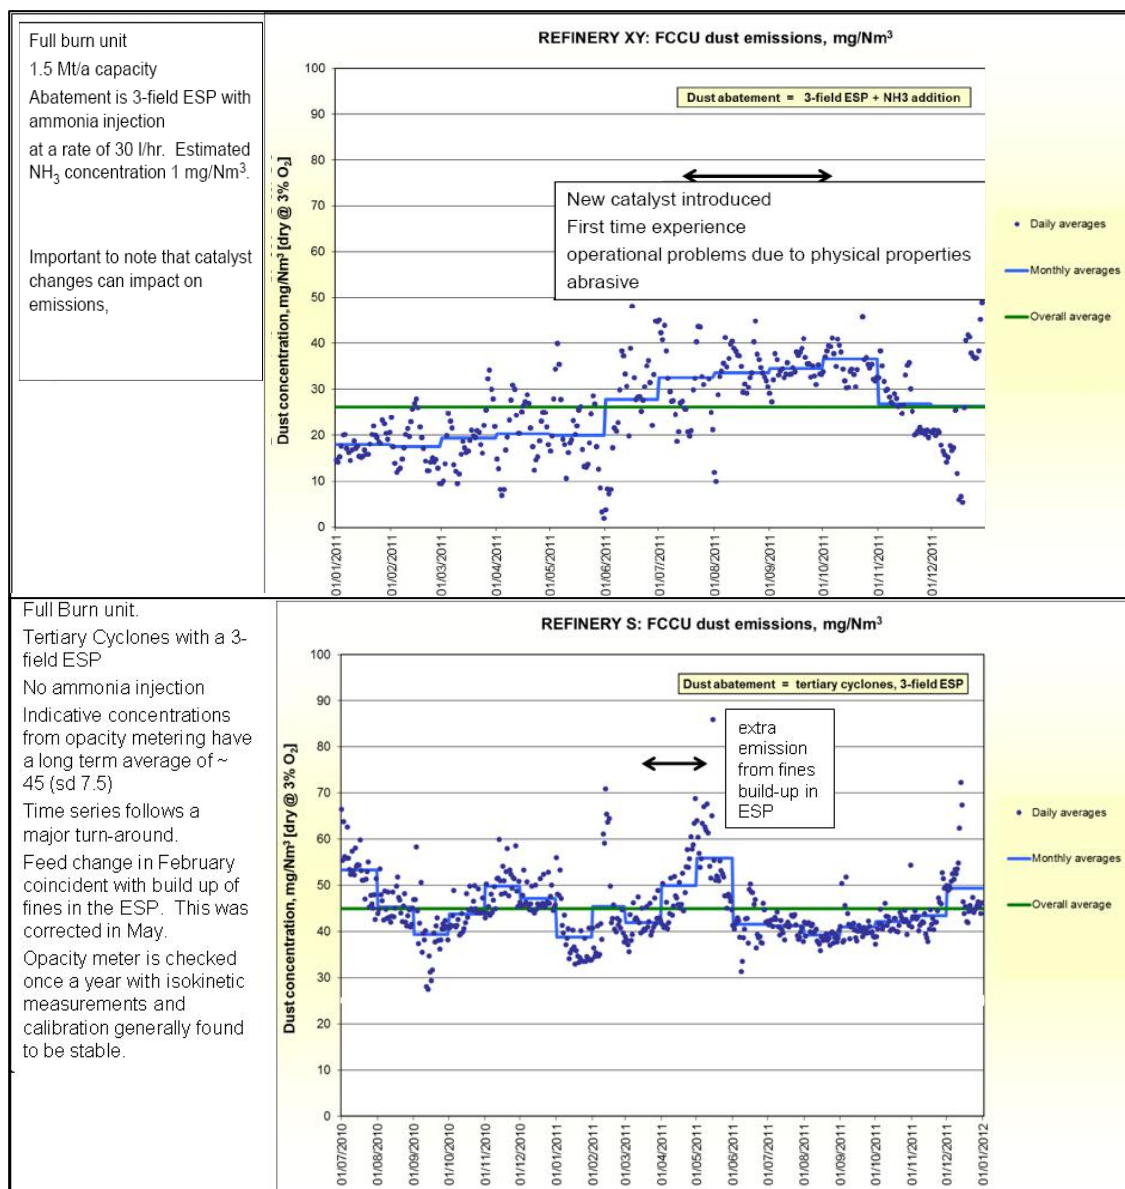 Full burn unit
1.5 Mt/a capacity
Abatement is 3-field ESP with
ammonia injection
at a rate of 30 l/hr. Estimated
NH3 concentration 1 mg/Nm³.
Important to note that catalyst
changes can impact on
emissions,
REFINERY XY: FCCU dust emissions, mg/Nm³
Dust abatement = 3-field ESP + NH3 addition
Dust concentration, mg/Nm³ [dry @ 3% O2]
100
90
80
70
60
50
40
30
20
10
0
New catalyst introduced
First time experience
operational problems due to physical properties
abrasive
Daily averages
Monthly averages
Overall average
01/01/2011
01/02/2011
01/03/2011
01/04/2011
01/05/2011
01/06/2011
01/07/2011
01/08/2011
01/09/2011
01/10/2011
01/11/2011
01/12/2011
Full Burn unit.
Tertiary Cyclones with a 3-
field ESP
No ammonia injection
Indicative concentrations
from opacity metering have
a long term average of ~
45 (sd 7.5)
Time series follows a
major turn-around.
Feed change in February
coincident with build up of
fines in the ESP. This was
corrected in May.
Opacity meter is checked
once a year with isokinetic
measurements and
calibration generally found
to be stable.
REFINERY S: FCCU dust emissions, mg/Nm³
Dust abatement = tertiary cyclones, 3-field ESP
Dust concentration, mg/Nm³ [dry @ 3% O2]
100
90
80
70
60
50
40
30
20
10
0
extra
emission
from fines
build-up in
ESP
Daily averages
Monthly averages
Overall average
01/07/2010
01/08/2010
01/09/2010
01/10/2010
01/11/2010
01/12/2010
01/01/2011
01/02/2011
01/03/2011
01/04/2011
01/05/2011
01/06/2011
01/07/2011
01/08/2011
01/09/2011
01/10/2011
01/11/2011
01/12/2011
01/01/2012